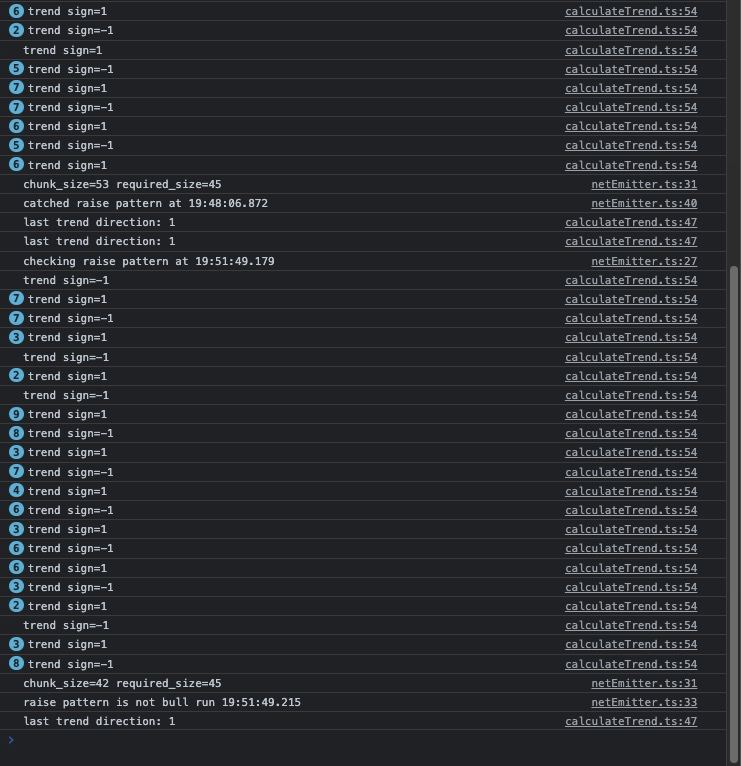 6 trend sign=1 calculateTrend.ts:54
2 trend sign=-1 calculateTrend.ts:54
trend sign=1 calculateTrend.ts:54
5 trend sign=-1 calculateTrend.ts:54
7 trend sign=1 calculateTrend.ts:54
7 trend sign=-1 calculateTrend.ts:54
6 trend sign=1 calculateTrend.ts:54
5 trend sign=-1 calculateTrend.ts:54
6 trend sign=1 calculateTrend.ts:54
chunk_size=53 required_size=45 netEmitter.ts:31
catched raise pattern at 19:48:06.872 netEmitter.ts:40
last trend direction: 1 calculateTrend.ts:47
last trend direction: 1 calculateTrend.ts:47
checking raise pattern at 19:51:49.179 netEmitter.ts:27
trend sign=-1 calculateTrend.ts:54
7 trend sign=1 calculateTrend.ts:54
7 trend sign=-1 calculateTrend.ts:54
3 trend sign=1 calculateTrend.ts:54
trend sign=-1 calculateTrend.ts:54
2 trend sign=1 calculateTrend.ts:54
trend sign=-1 calculateTrend.ts:54
9 trend sign=1 calculateTrend.ts:54
8 trend sign=-1 calculateTrend.ts:54
3 trend sign=1 calculateTrend.ts:54
7 trend sign=-1 calculateTrend.ts:54
4 trend sign=1 calculateTrend.ts:54
6 trend sign=-1 calculateTrend.ts:54
3 trend sign=1 calculateTrend.ts:54
6 trend sign=-1 calculateTrend.ts:54
6 trend sign=1 calculateTrend.ts:54
3 trend sign=-1 calculateTrend.ts:54
2 trend sign=1 calculateTrend.ts:54
trend sign=-1 calculateTrend.ts:54
3 trend sign=1 calculateTrend.ts:54
8 trend sign=-1 calculateTrend.ts:54
chunk_size=42 required_size=45 netEmitter.ts:31
raise pattern is not bull run 19:51:49.215 netEmitter.ts:33
last trend direction: 1 calculateTrend.ts:47